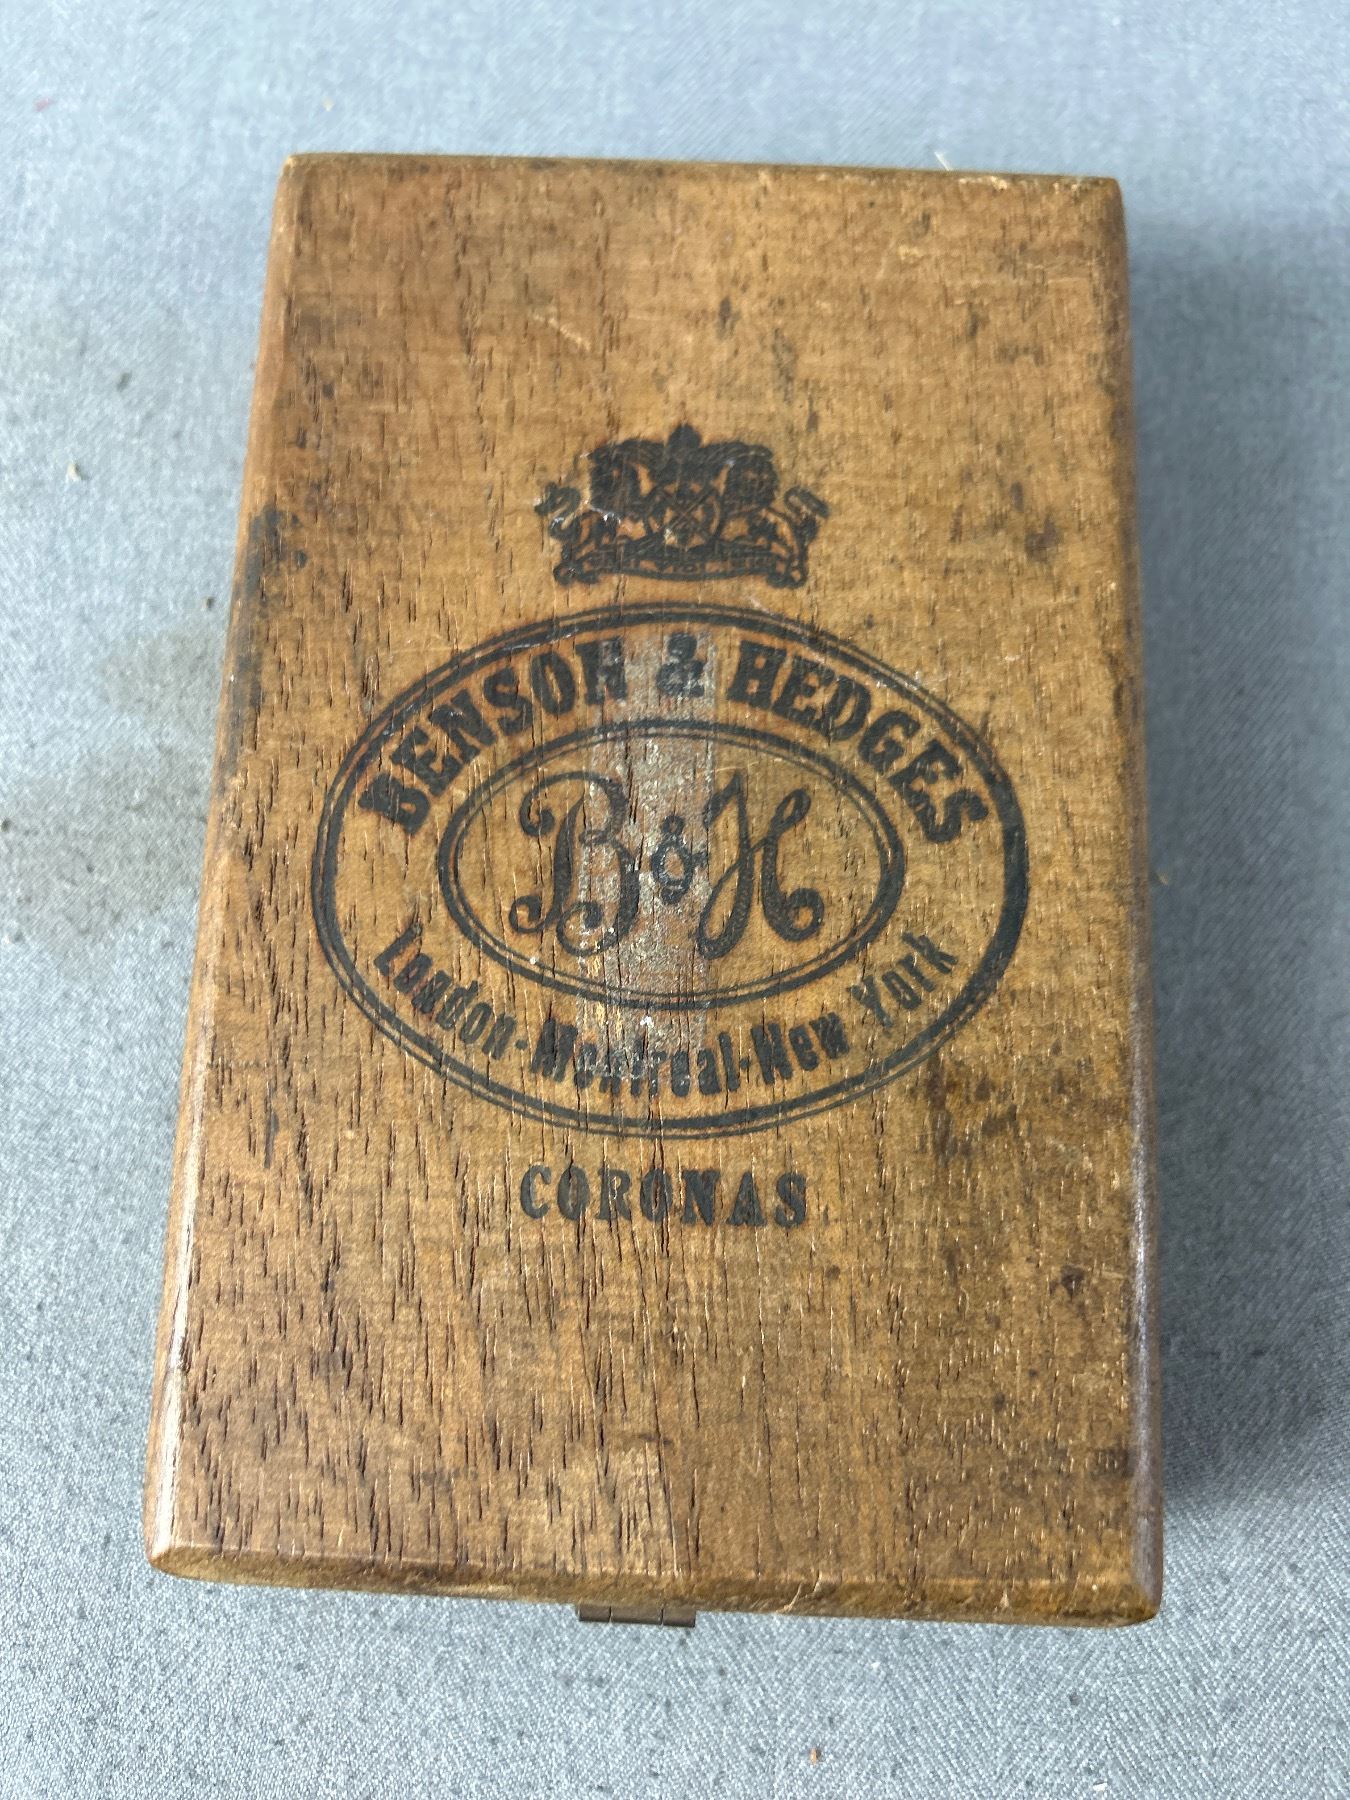 BENSON & HEDGES
B & H
London-Montreal-New York
CORONAS